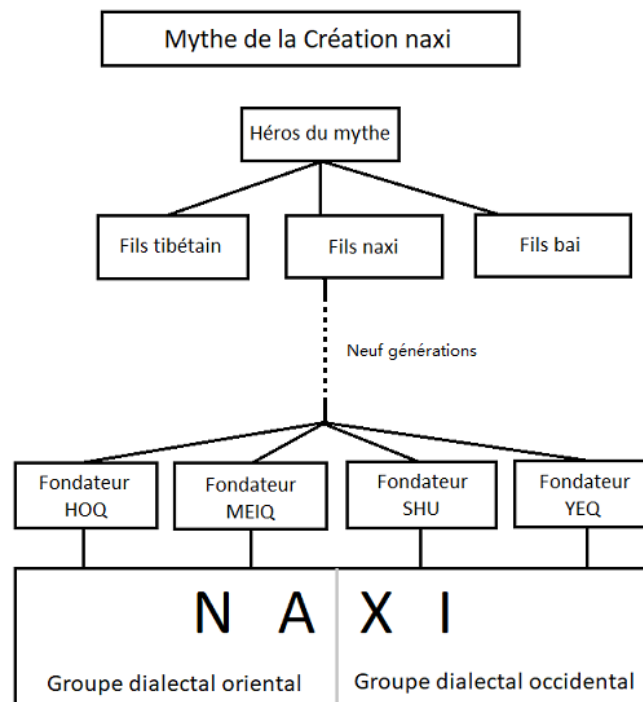 Mythe de la Création naxi
Héros du mythe
Fils tibétain
Fils naxi
Fils bai
Neuf générations
Fondateur
HOQ
Fondateur
MEIQ
Fondateur
SHU
Fondateur
YEQ
N A X I
Groupe dialectal oriental
Groupe dialectal occidental